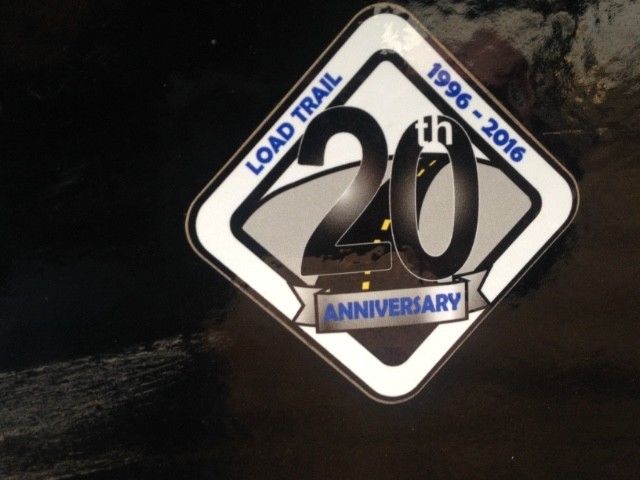 LOAD TRAIL
1996 - 2016
20th
ANNIVERSARY